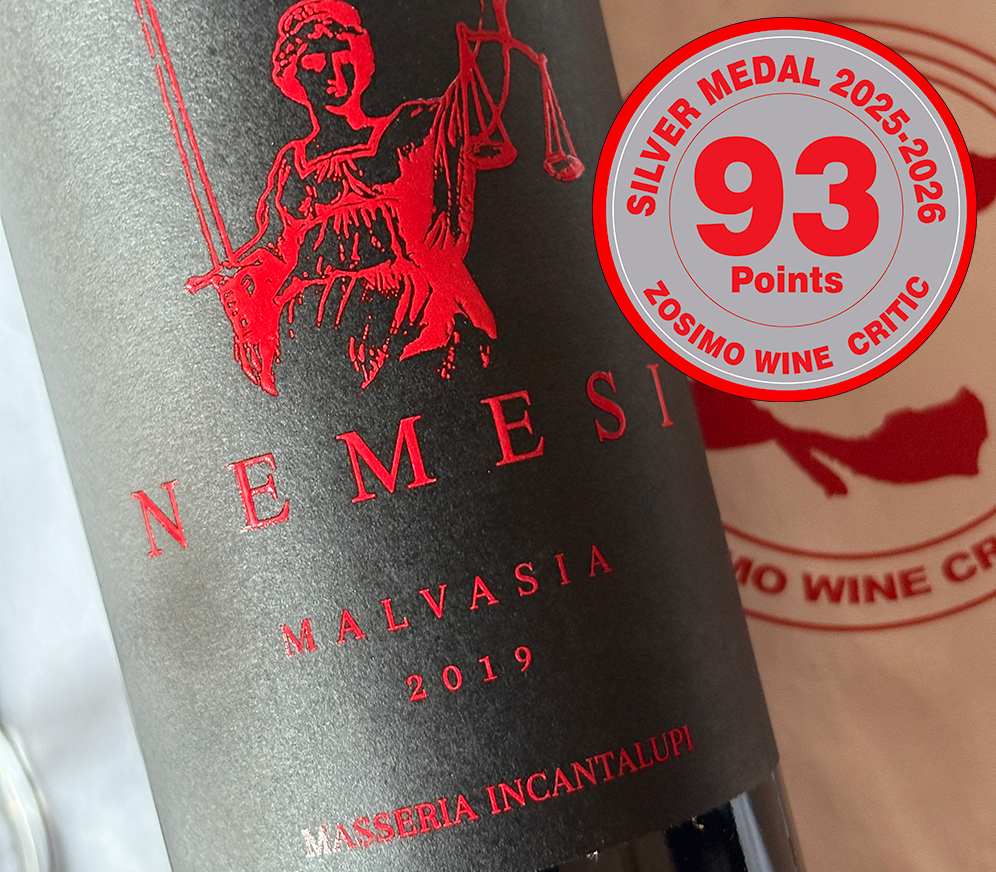 SILVER MEDAL 2025-2026
93
Points
ZOSIMO WINE CRITIC
NEMESI
MALVASIA
2019
MASSERIA INCANTALUPI
MO WINE CR